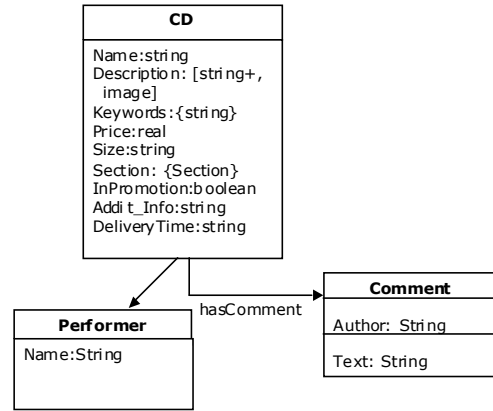 CD
Name:string
Description: [string+,
image]
Keywords:{string}
Price:real
Size:string
Section: {Section}
InPromotion:boolean
Addit_Info:string
DeliveryTime:string
hasComment
Performer
Name:String
Comment
Author: String
Text: String